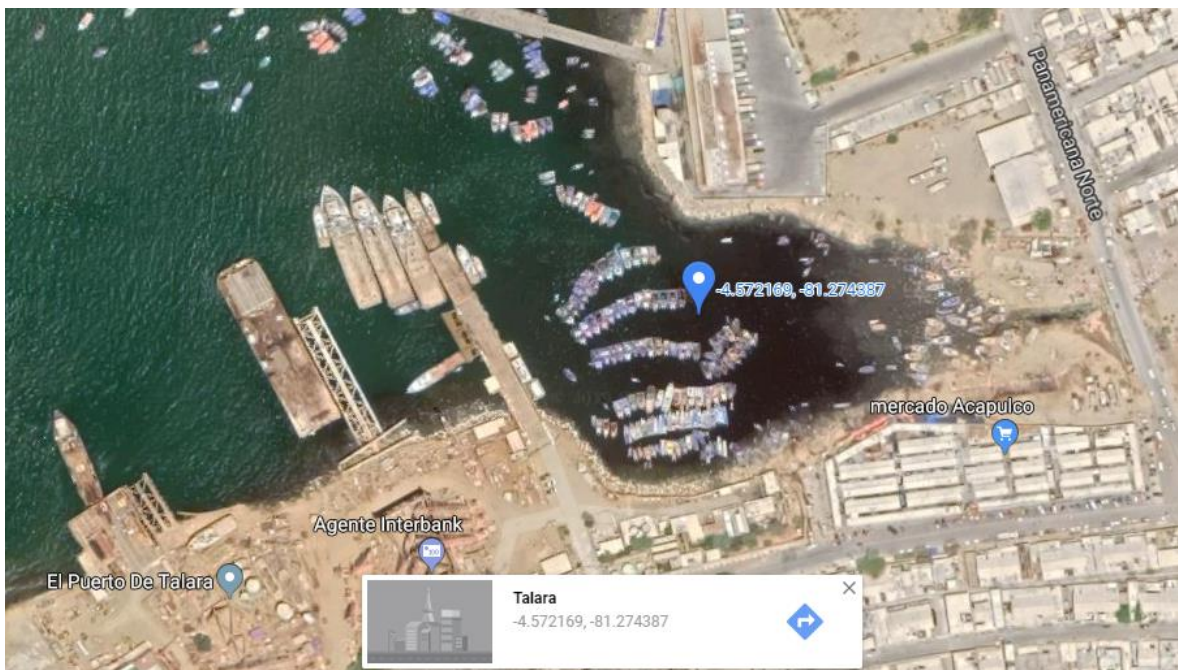 Panamericana Norte
-4.572169, -81.274387
mercado Acapulco
Agente Interbank
El Puerto De Talara
Talara
-4.572169, -81.274387